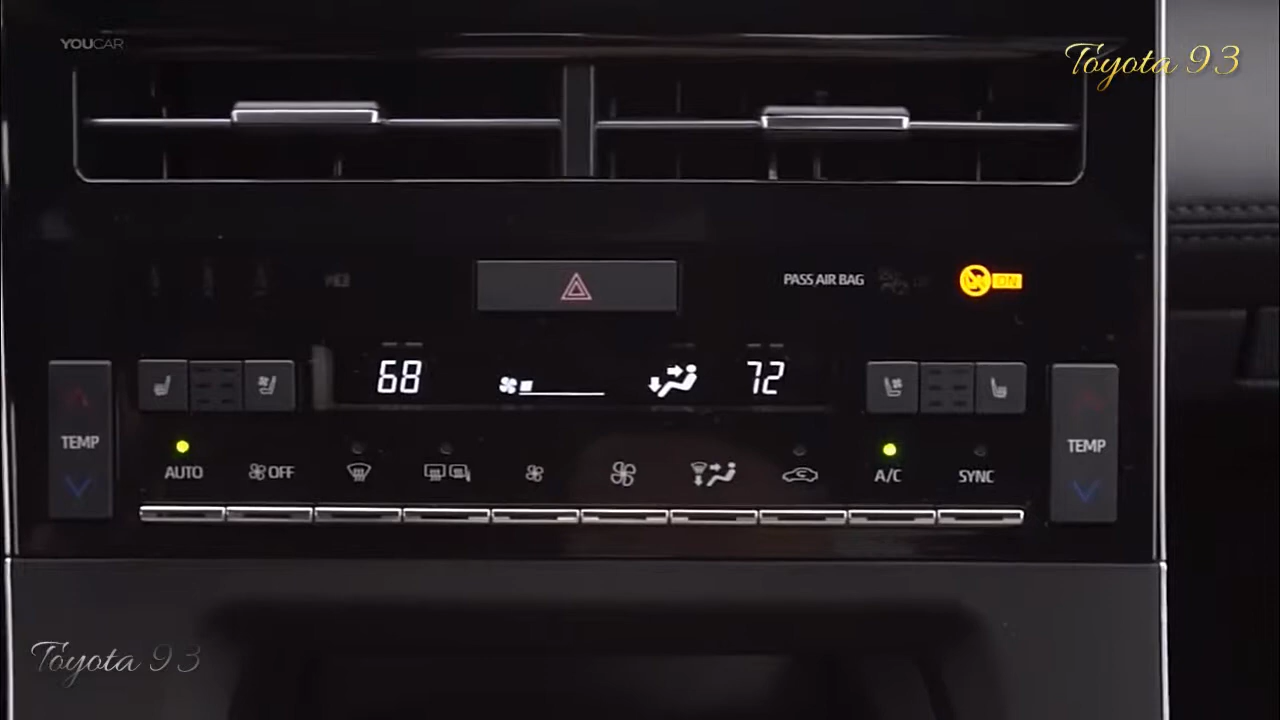 YOUCAR
Toyota 93
PASS AIR BAG
ON
68
72
TEMP
TEMP
AUTO
OFF
A/C
SYNC
Toyota 93